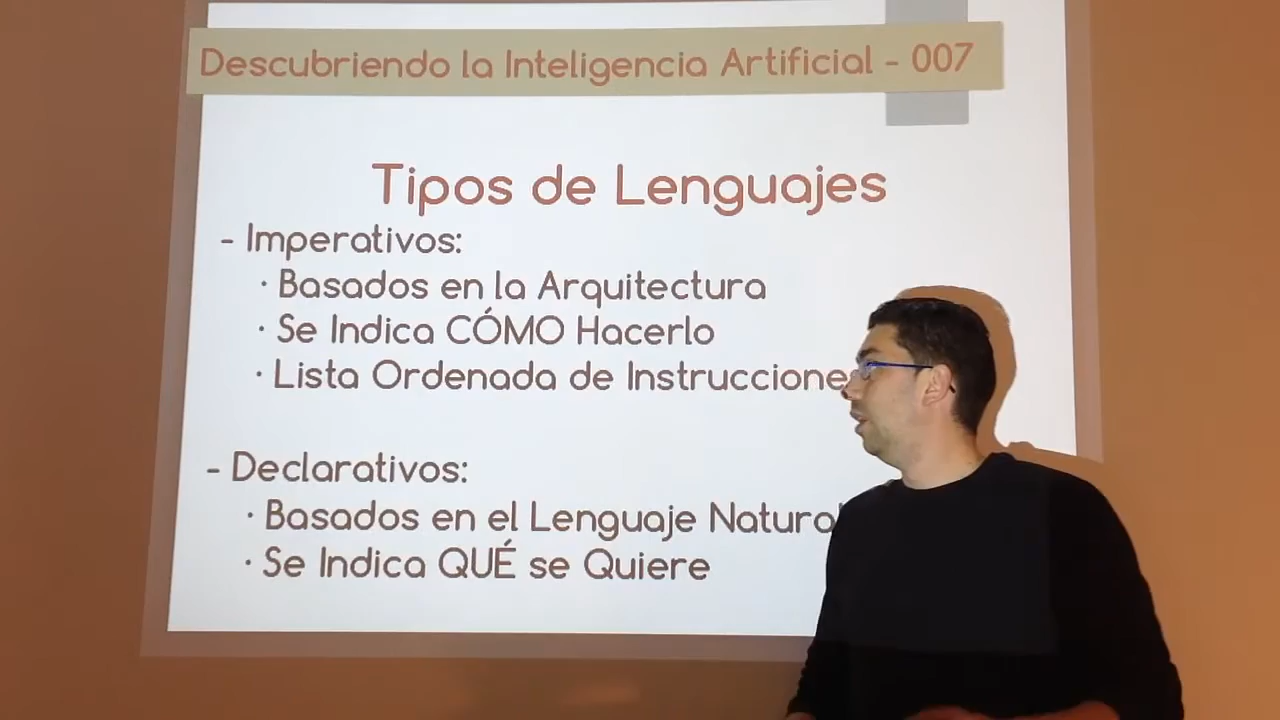 Descubriendo la Inteligencia Artificial - 007
Tipos de Lenguajes
- Imperativos:
· Basados en la Arquitectura
· Se Indica CÓMO Hacerlo
· Lista Ordenada de Instrucciones
- Declarativos:
· Basados en el Lenguaje Natural
· Se Indica QUÉ se Quiere